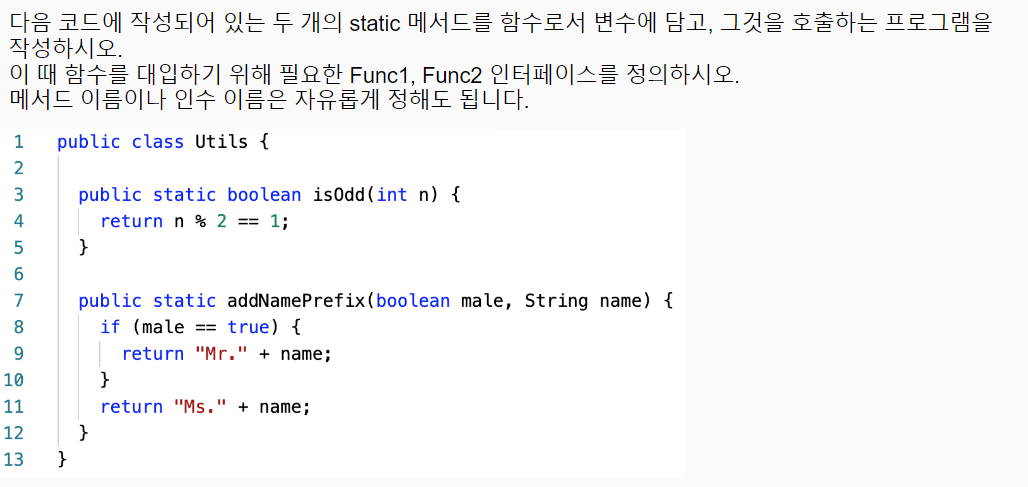 다음 코드에 작성되어 있는 두 개의 static 메서드를 함수로서 변수에 담고, 그것을 호출하는 프로그램을
작성하시오.
이 때 함수를 대입하기 위해 필요한 Func1, Func2 인터페이스를 정의하시오.
메서드 이름이나 인수 이름은 자유롭게 정해도 됩니다.
1 public class Utils {
2
3 public static boolean isOdd(int n) {
4 return n % 2 == 1;
5 }
6
7 public static addNamePrefix(boolean male, String name) {
8 if (male == true) {
9 return "Mr." + name;
10 }
11 return "Ms." + name;
12 }
13 }